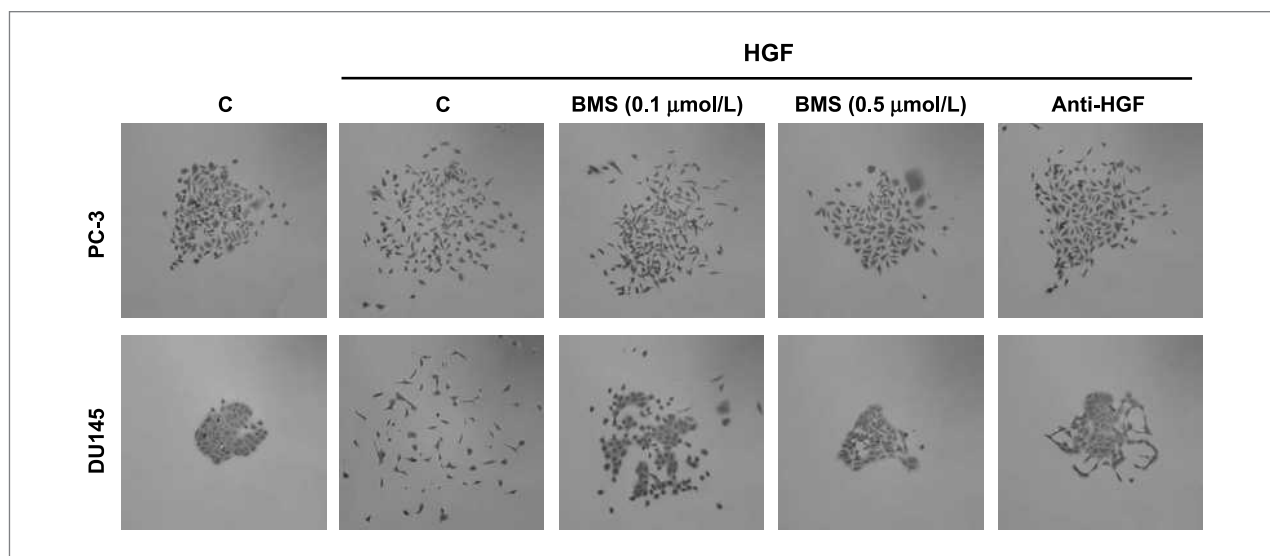 HGF
C
C
BMS (0.1 μmol/L)
BMS (0.5 μmol/L)
Anti-HGF
PC-3
DU145